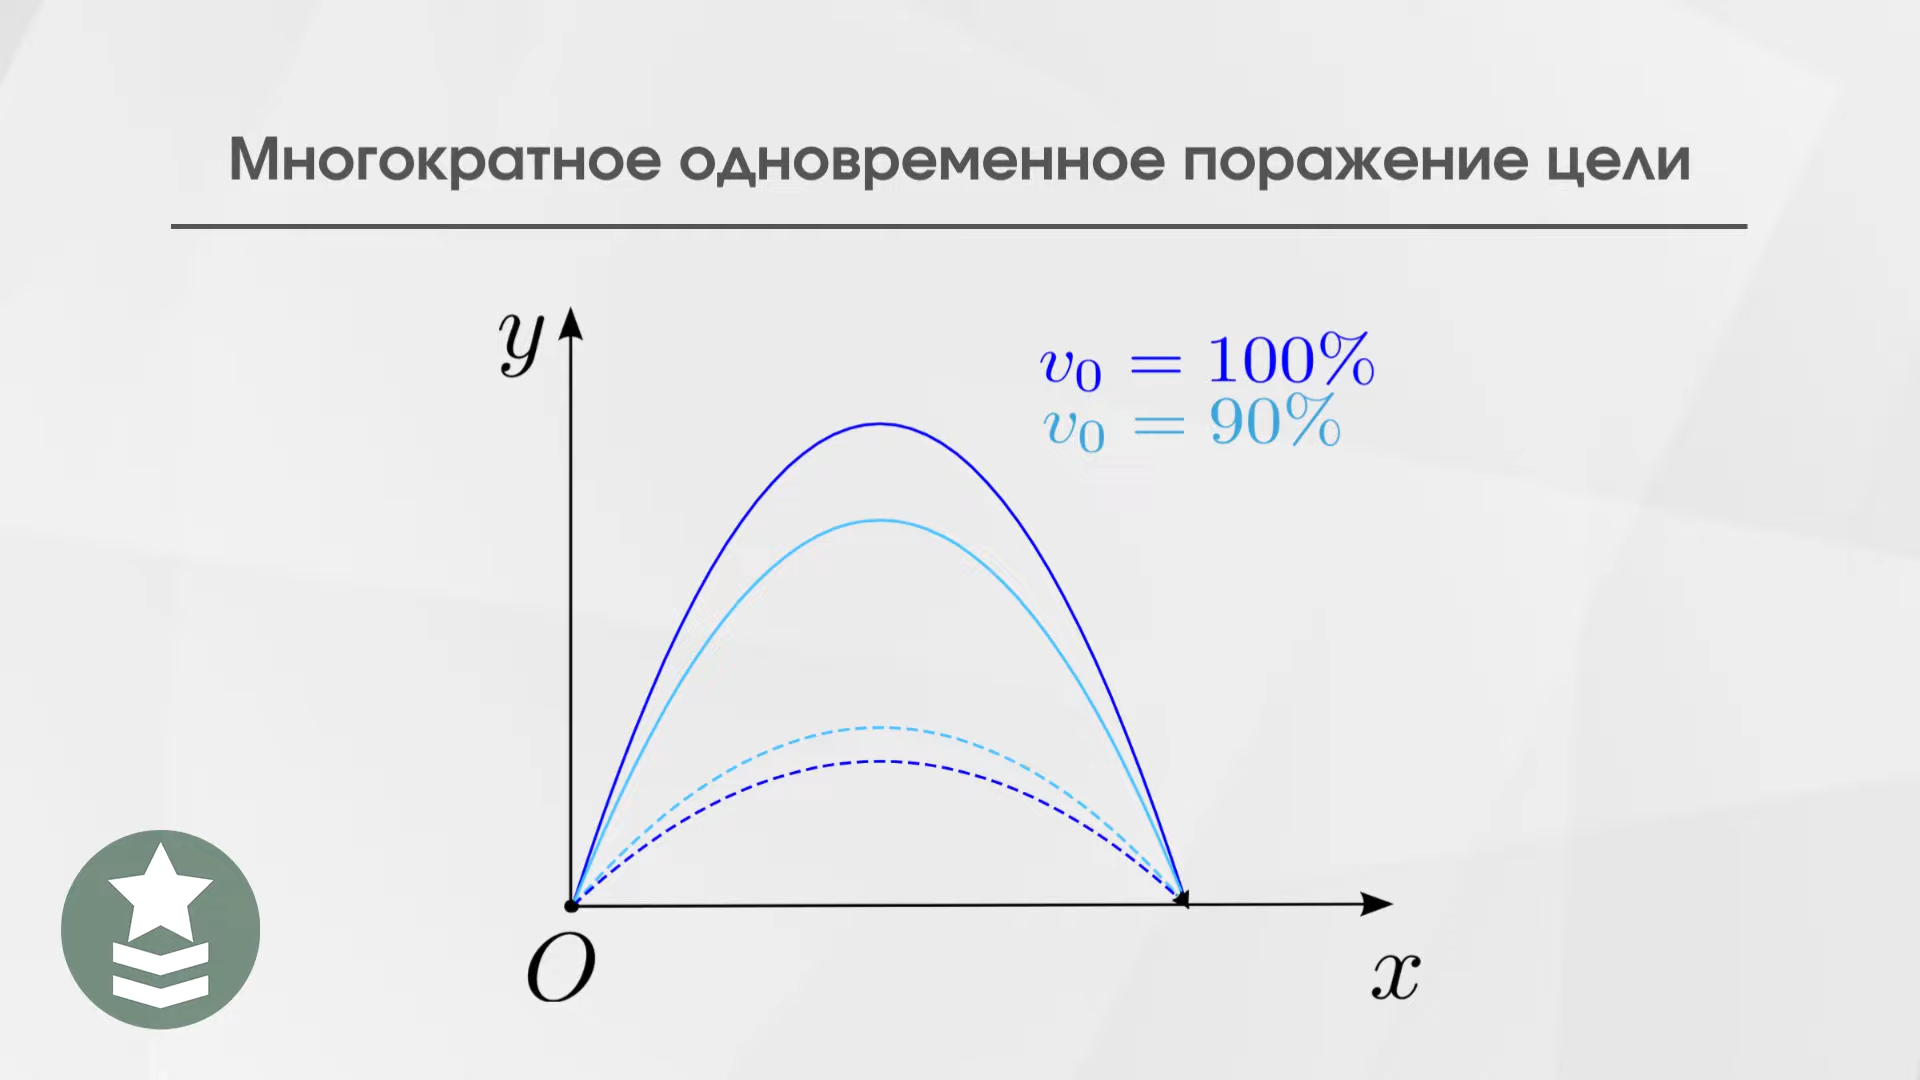 Многократное одновременное поражение цели
y
v₀ = 100%
v₀ = 90%
O
x